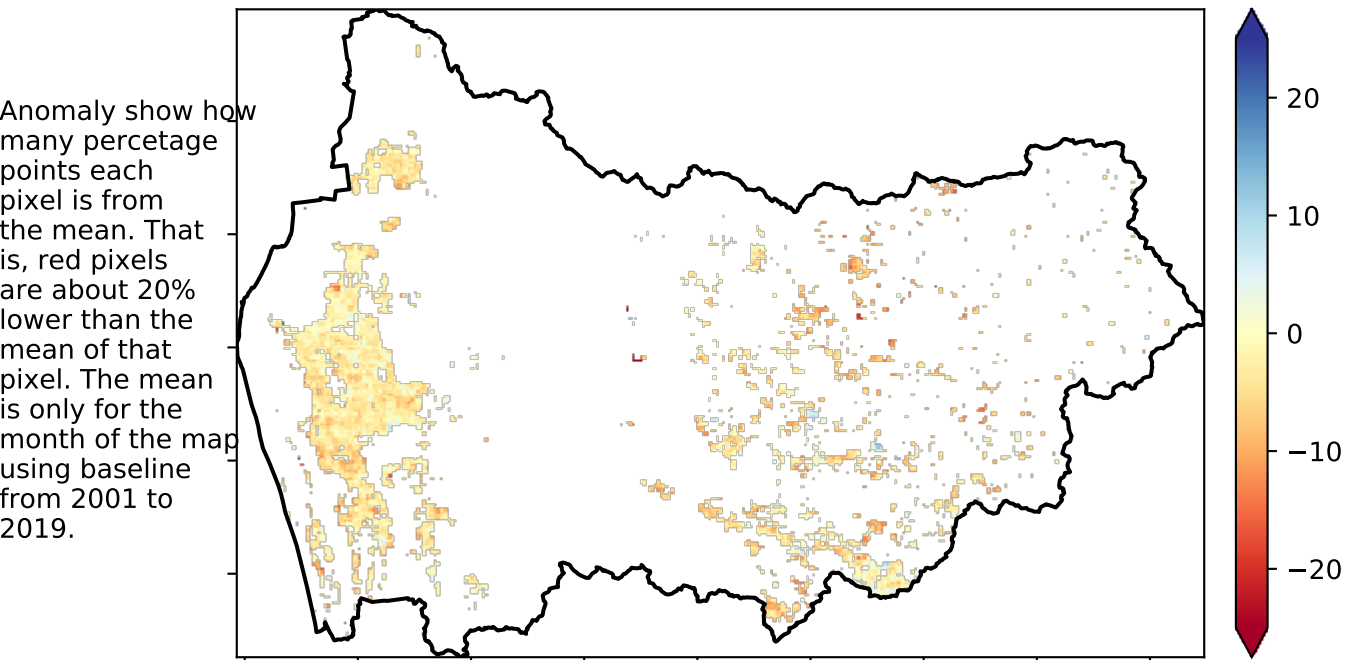 Anomaly show how
many percetage
points each
pixel is from
the mean. That
is, red pixels
are about 20%
lower than the
mean of that
pixel. The mean
is only for the
month of the map
using baseline
from 2001 to
2019.
20
10
0
−10
−20